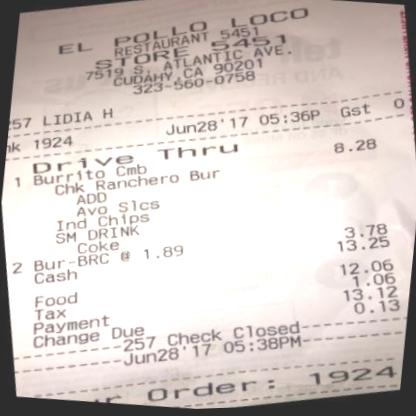 EL POLLO LOCO
RESTAURANT 5451
STORE 5451
7519 S. ATLANTIC AVE.
CUDAHY,CA 90201
323-560-0758
257 LIDIA H
1924 Jun28'17 05:36P Gst 0
Drive Thru
1 Burrito Cmb 8.28
Chk Ranchero Bur
ADD
Avo Slcs
Ind Chips
SM DRINK
Coke
2 Bur-BRC @ 1.89 3.78
Cash 13.25
Food 12.06
Tax 1.06
Payment 13.12
Change Due 0.13
257 Check Closed
Jun28'17 05:38PM
Order: 1924